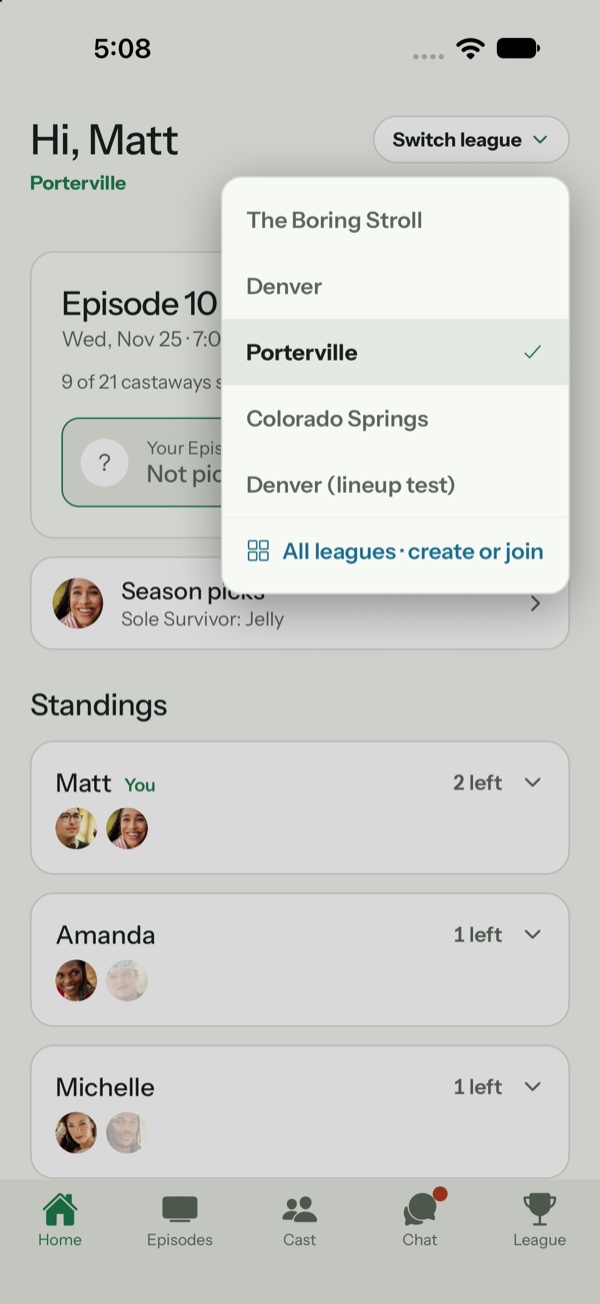 5:08
Hi, Matt
Switch league
Porterville
The Boring Stroll
Denver
Porterville
Colorado Springs
Denver (lineup test)
All leagues · create or join
Episode 10
Wed, Nov 25 · 7:0
9 of 21 castaways s
?
Your Epis
Not pic
Season picks
Sole Survivor: Jelly
Standings
Matt You
2 left
Amanda
1 left
Michelle
1 left
Home
Episodes
Cast
Chat
League